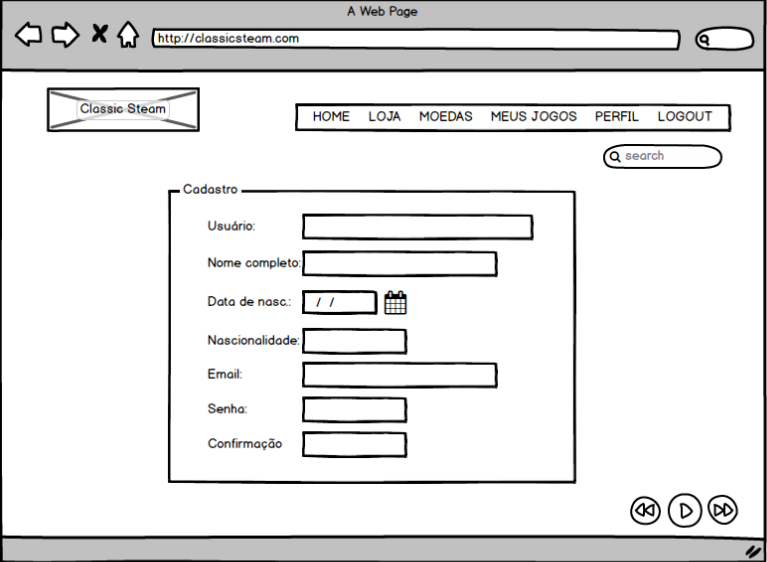 A Web Page
http://classicsteam.com
Classic Steam
HOME LOJA MOEDAS MEUS JOGOS PERFIL LOGOUT
search
Cadastro
Usuário:
Nome completo:
Data de nasc.: / /
Nascionalidade:
Email:
Senha:
Confirmação